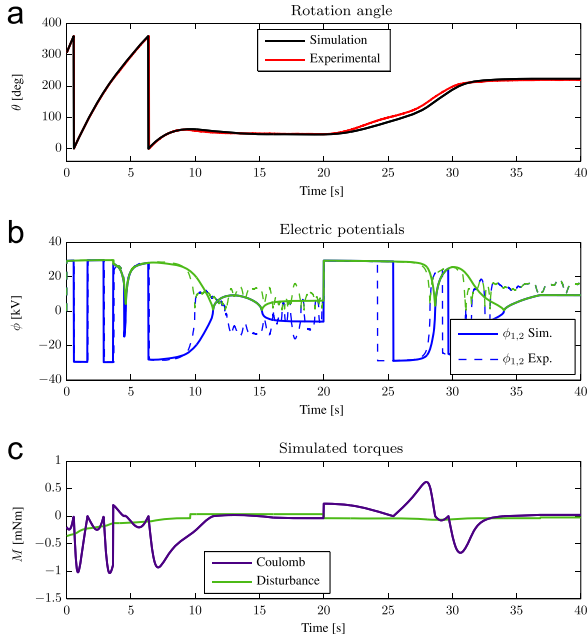 a
Rotation angle
400
300
200
100
0
θ [deg]
Simulation
Experimental
0 5 10 15 20 25 30 35 40
Time [s]
b
Electric potentials
40
20
0
−20
−40
ϕ [kV]
ϕ1,2 Sim.
ϕ1,2 Exp.
0 5 10 15 20 25 30 35 40
Time [s]
c
Simulated torques
1
0.5
0
−0.5
−1
−1.5
M [mNm]
Coulomb
Disturbance
0 5 10 15 20 25 30 35 40
Time [s]